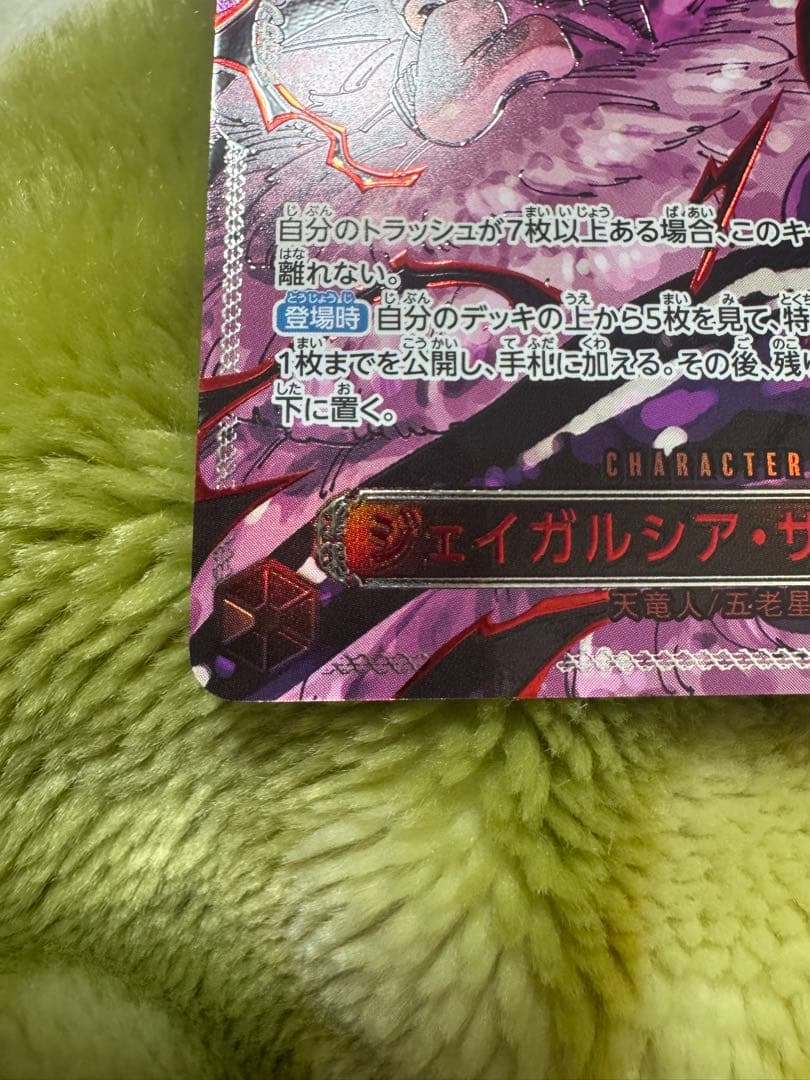 自分のトラッシュが7枚以上ある場合、このキ
離れない。
登場時 自分のデッキの上から5枚を見て、特
1枚までを公開し、手札に加える。その後、残り
下に置く。
CHARACTER
ジェイガルシア・サ
天竜人/五老星